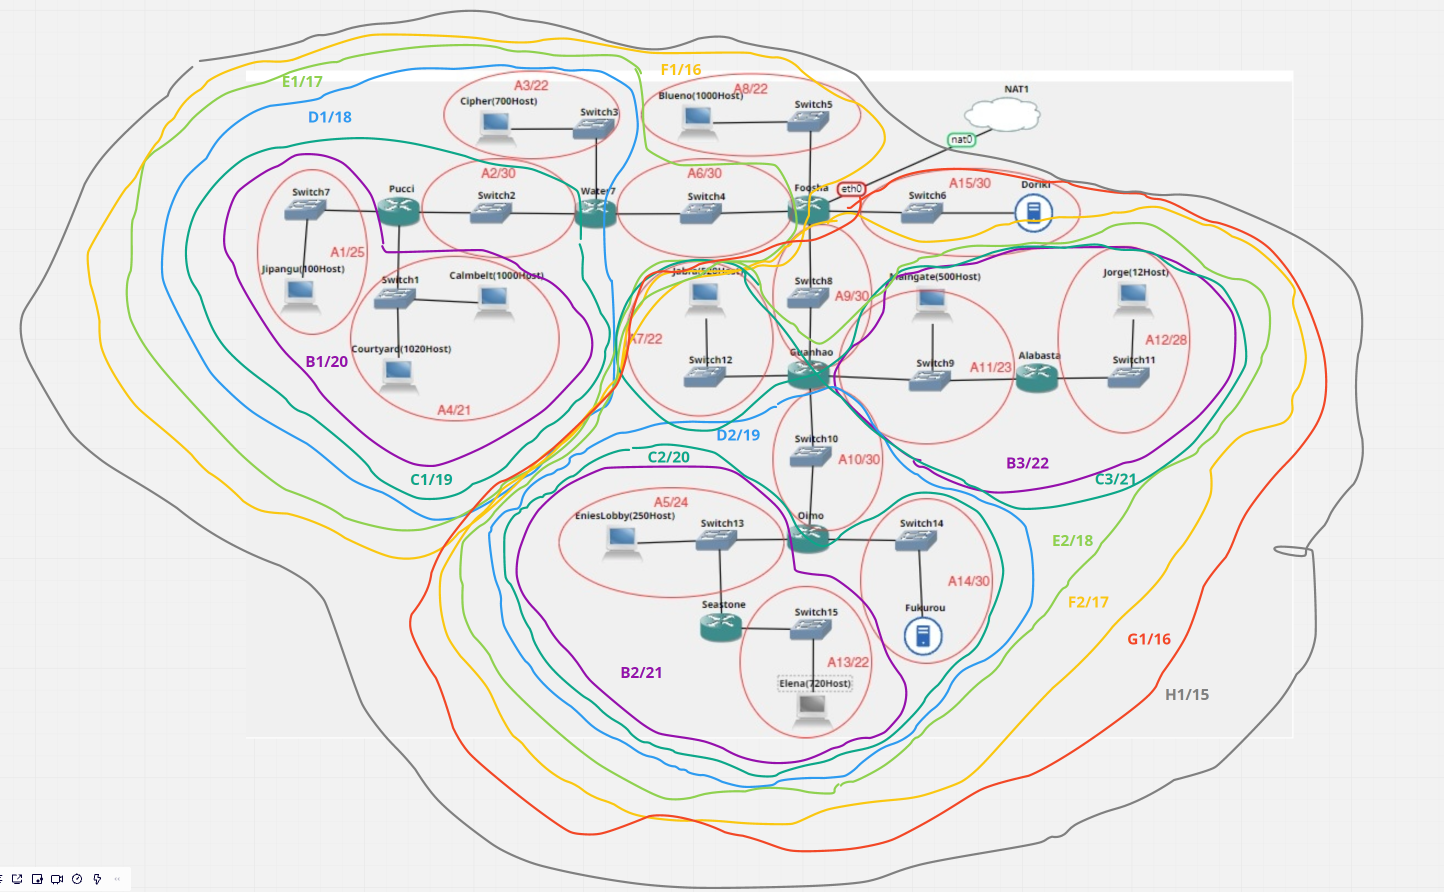 F1/16
E1/17
A3/22
A8/22
NAT1
Cipher(700Host)
Blueno(1000Host)
Switch3
Switch5
D1/18
nat0
A2/30
A6/30
A15/30
Switch7
Pucci
Switch2
Water7
Switch4
Foosha
eth0
Switch6
Doriki
A1/25
Jipangu(100Host)
Switch1
Calmbelt(1000Host)
Jabra(520Host)
Switch8
A9/30
Maingate(500Host)
Jorge(12Host)
A7/22
A12/28
B1/20
Courtyard(1020Host)
Switch12
Guanhao
Switch9
A11/23
Alabasta
Switch11
A4/21
D2/19
C1/19
C2/20
Switch10
A10/30
B3/22
C3/21
A5/24
EniesLobby(250Host)
Switch13
Oimo
Switch14
E2/18
A14/30
F2/17
Seastone
Switch15
Fukurou
G1/16
B2/21
A13/22
Elena(720Host)
H1/15